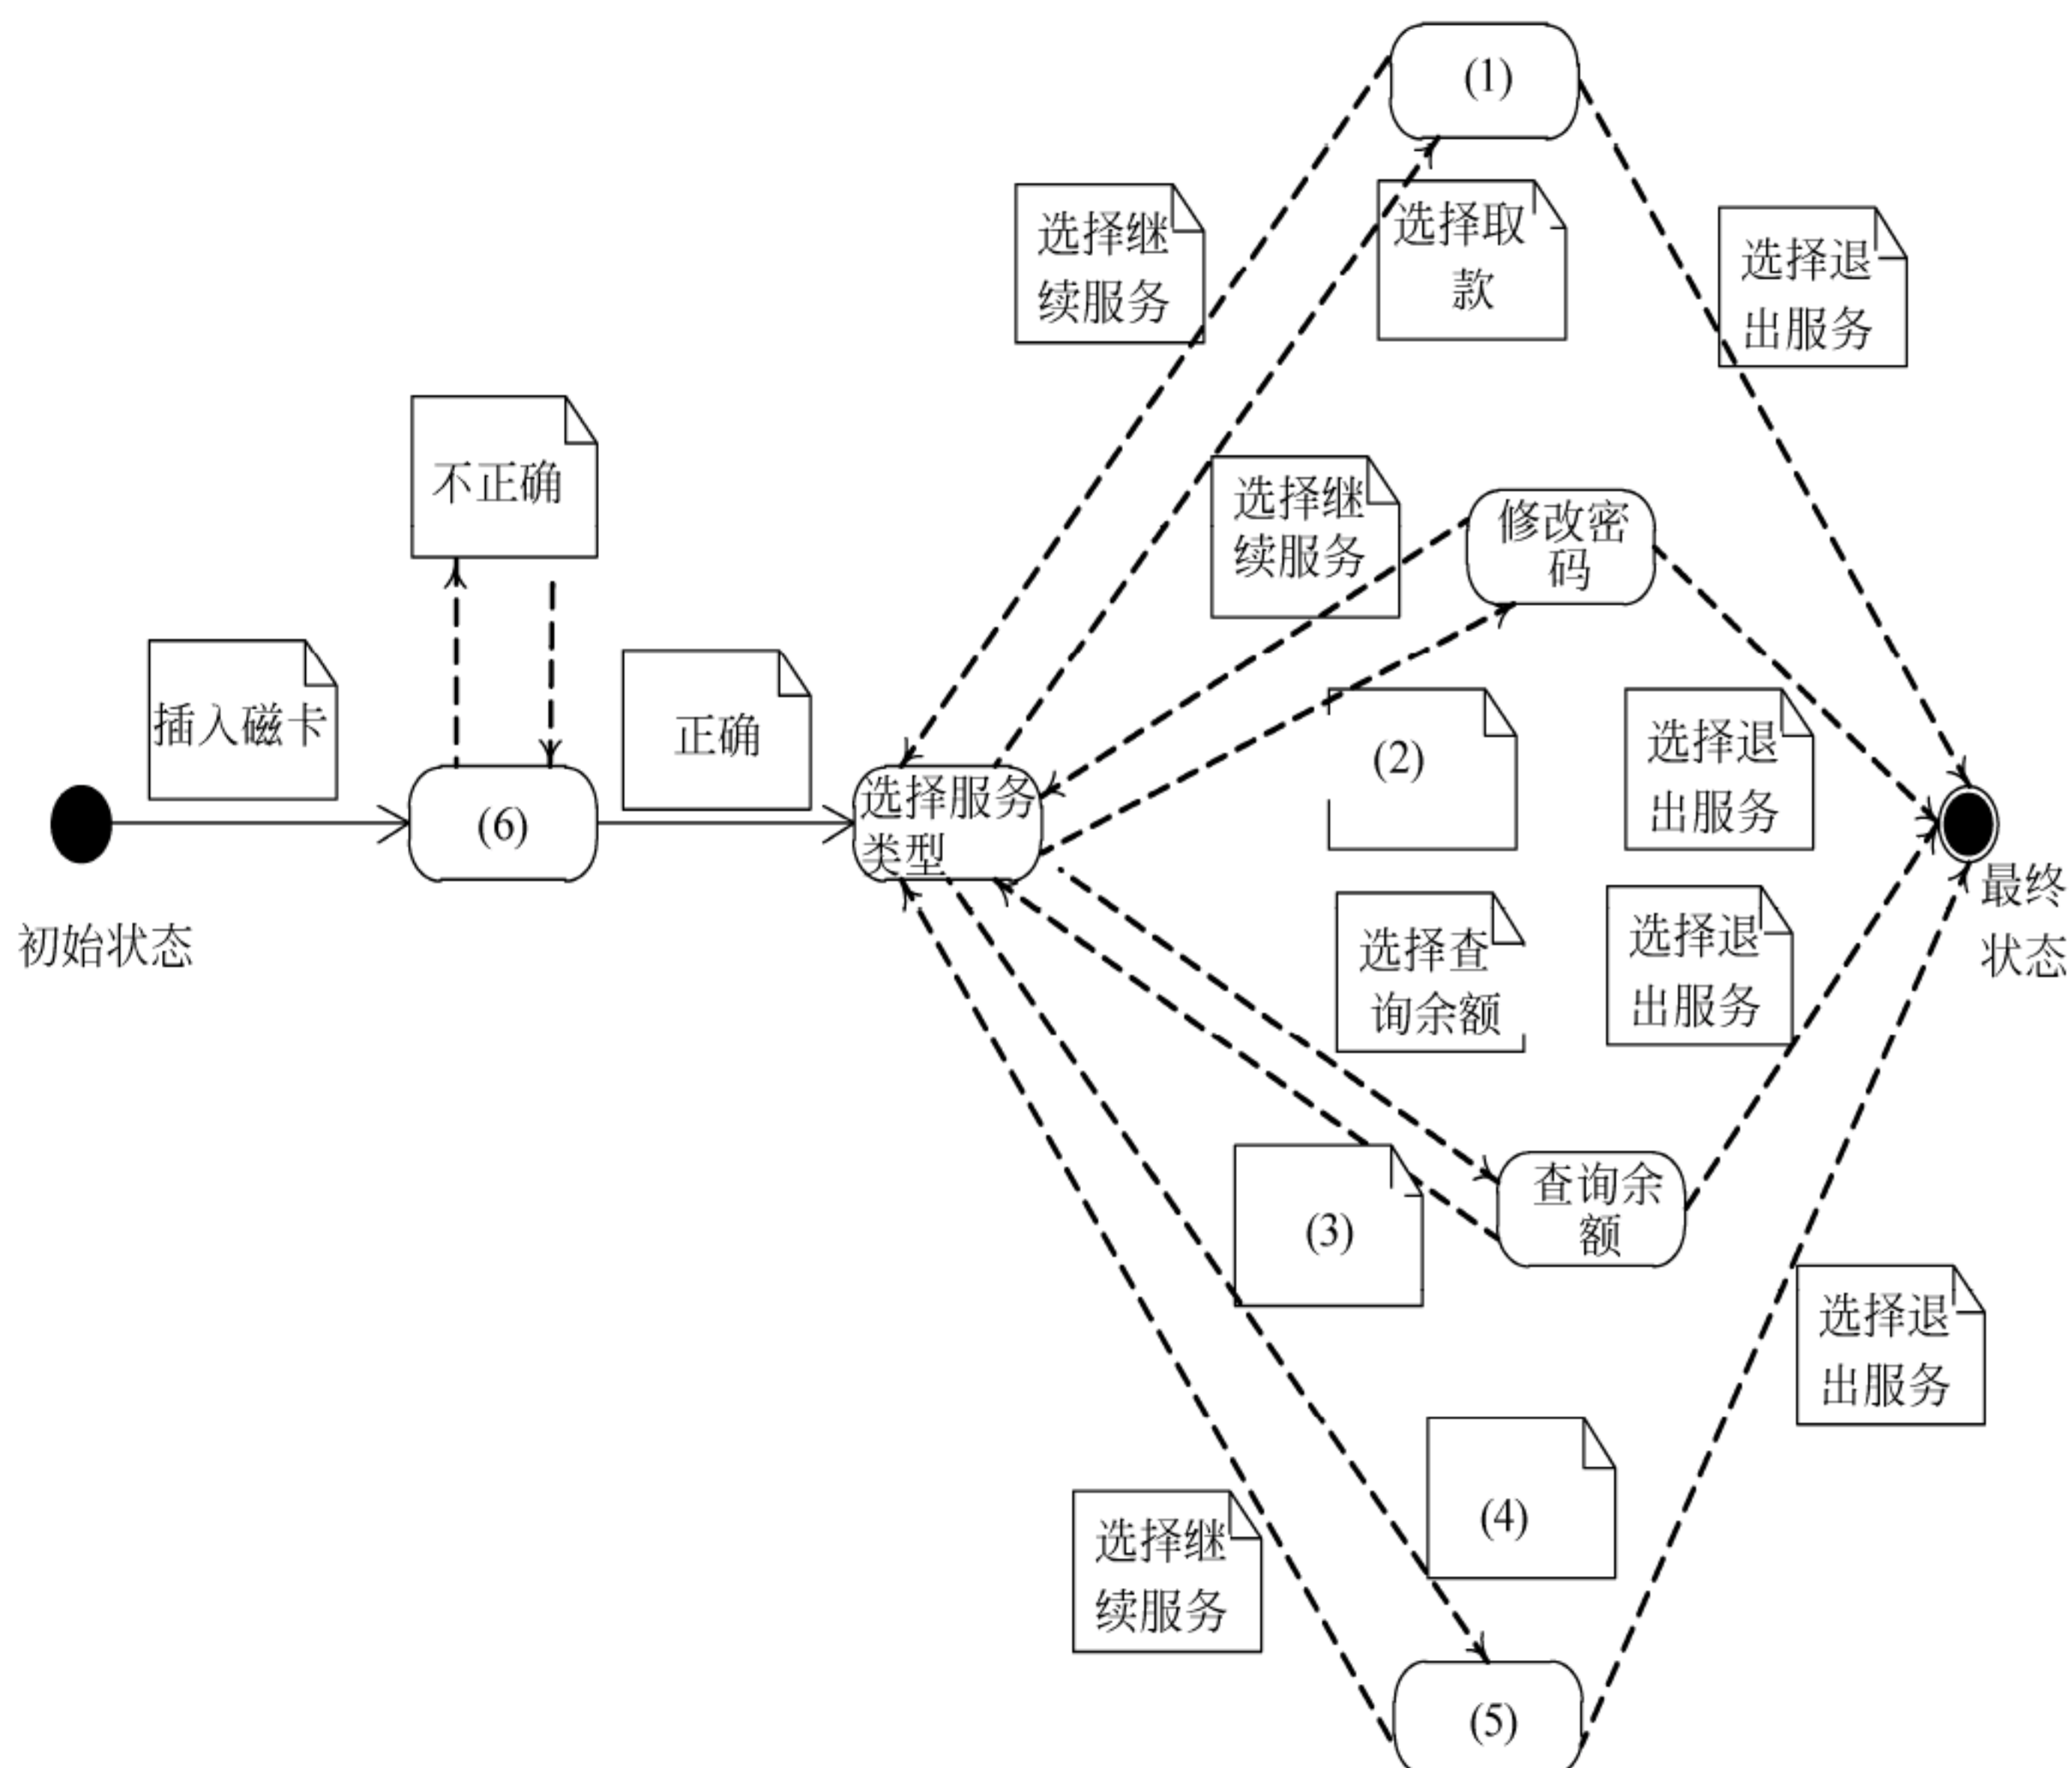 (1)
选择继
续服务
选择取
款
选择退
出服务
不正确
选择继
续服务
修改密
码
插入磁卡
正确
(2)
选择退
出服务
(6)
选择服务
类型
初始状态
最终
状态
选择查
询余额
选择退
出服务
(3)
查询余
额
选择退
出服务
(4)
选择继
续服务
(5)